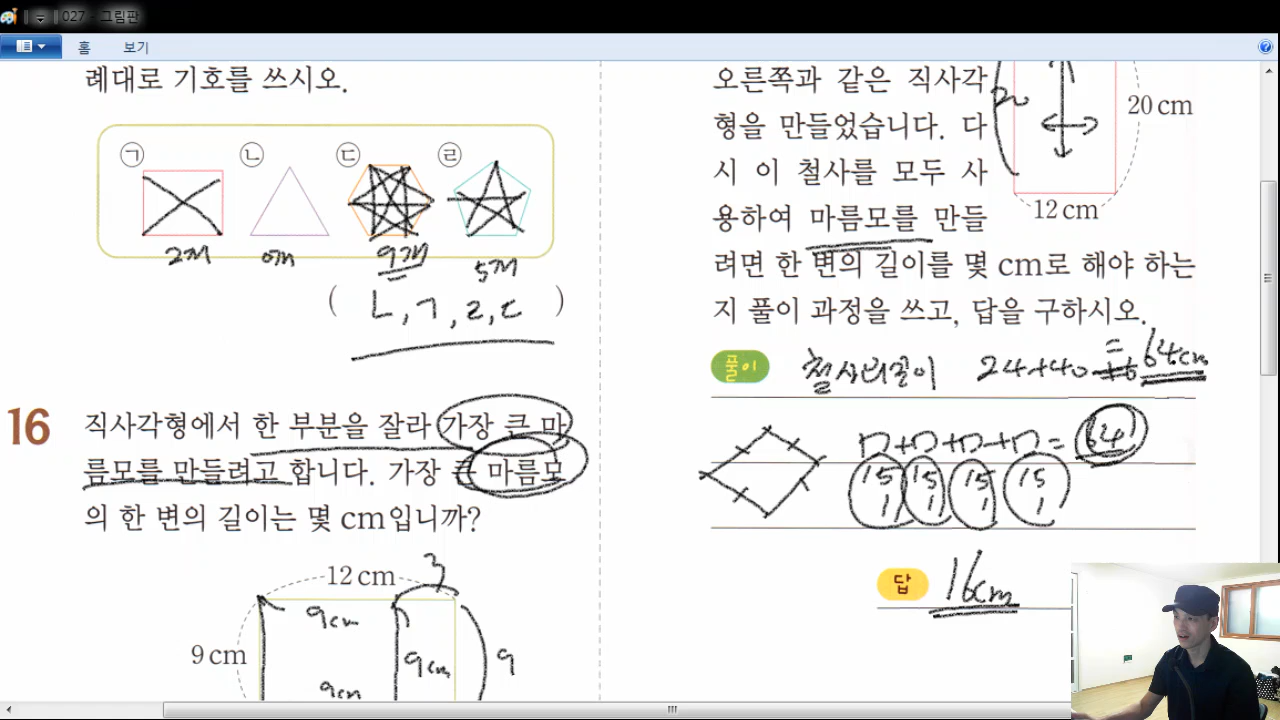 027 - 그림판
홈 보기
례대로 기호를 쓰시오.
㉠ ㉡ ㉢ ㉣
2개 0개 9개 5개
( ㄴ, ㄱ, ㄹ, ㄷ )
16 직사각형에서 한 부분을 잘라 가장 큰 마
름모를 만들려고 합니다. 가장 큰 마름모
의 한 변의 길이는 몇 cm입니까?
12 cm 3
9cm
9 cm 9cm 9
9cm
오른쪽과 같은 직사각
형을 만들었습니다. 다
시 이 철사를 모두 사
용하여 마름모를 만들
려면 한 변의 길이를 몇 cm로 해야 하는
지 풀이 과정을 쓰고, 답을 구하시오.
20 20 cm
12 cm
풀이 철사의길이 24+40 = 64cm
ㅁ+ㅁ+ㅁ+ㅁ= 64
15 15 15 15
1 1 1 1
답 16cm